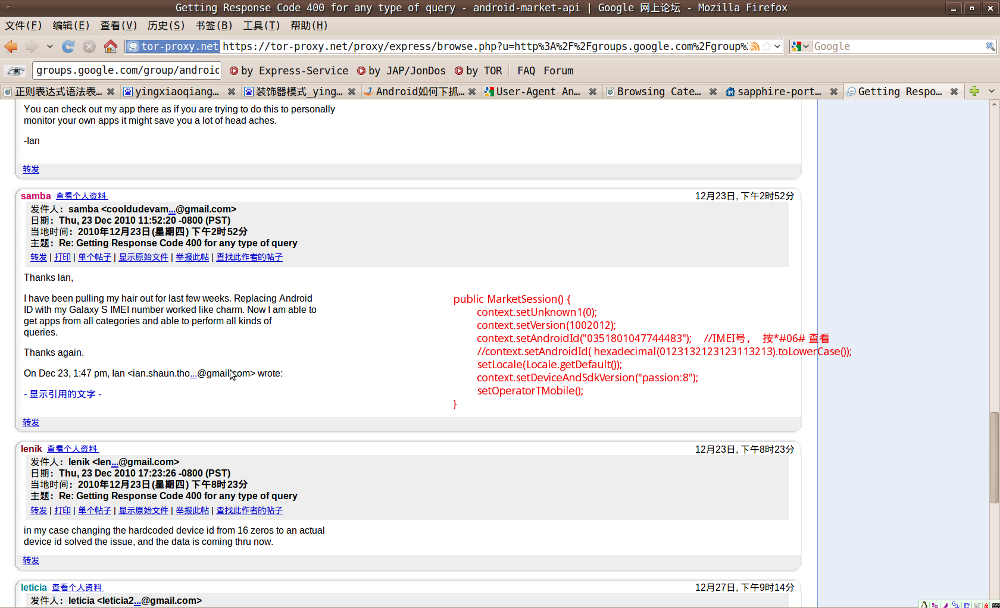 Getting Response Code 400 for any type of query - android-market-api | Google 网上论坛 - Mozilla Firefox
文件(F) 编辑(E) 查看(V) 历史(S) 书签(B) 工具(T) 帮助(H)
tor-proxy.net https://tor-proxy.net/proxy/express/browse.php?u=http%3A%2F%2Fgroups.google.com%2Fgroup%2 Google
groups.google.com/group/android by Express-Service by JAP/JonDos by TOR FAQ Forum
正则表达式语法表... yingxiaoqiang... 装饰器模式_ying... Android如何下抓... User-Agent An... Browsing Cate... sapphire-port... Getting Respo...
You can check out my app there as if you are trying to do this to personally
monitor your own apps it might save you a lot of head aches.
-Ian
转发
samba 查看个人资料 12月23日, 下午2时52分
发件人: samba <cooldudevam...@gmail.com>
日期: Thu, 23 Dec 2010 11:52:20 -0800 (PST)
当地时间: 2010年12月23日(星期四) 下午2时52分
主题: Re: Getting Response Code 400 for any type of query
转发 | 打印 | 单个帖子 | 显示原始文件 | 举报此帖 | 查找此作者的帖子
Thanks Ian,
I have been pulling my hair out for last few weeks. Replacing Android
ID with my Galaxy S IMEI number worked like charm. Now I am able to
get apps from all categories and able to perform all kinds of
queries.
Thanks again.
On Dec 23, 1:47 pm, Ian <ian.shaun.tho...@gmail.com> wrote:
- 显示引用的文字 -
public MarketSession() {
context.setUnknown1(0);
context.setVersion(1002012);
context.setAndroidId("0351801047744483"); //IMEI号， 按*#06# 查看
//context.setAndroidId( hexadecimal(0123132123123113213).toLowerCase());
setLocale(Locale.getDefault());
context.setDeviceAndSdkVersion("passion:8");
setOperatorTMobile();
}
转发
lenik 查看个人资料 12月23日, 下午8时23分
发件人: lenik <len...@gmail.com>
日期: Thu, 23 Dec 2010 17:23:26 -0800 (PST)
当地时间: 2010年12月23日(星期四) 下午8时23分
主题: Re: Getting Response Code 400 for any type of query
转发 | 打印 | 单个帖子 | 显示原始文件 | 举报此帖 | 查找此作者的帖子
in my case changing the hardcoded device id from 16 zeros to an actual
device id solved the issue, and the data is coming thru now.
转发
leticia 查看个人资料 12月27日, 下午9时14分
发件人: leticia <leticia2...@gmail.com>